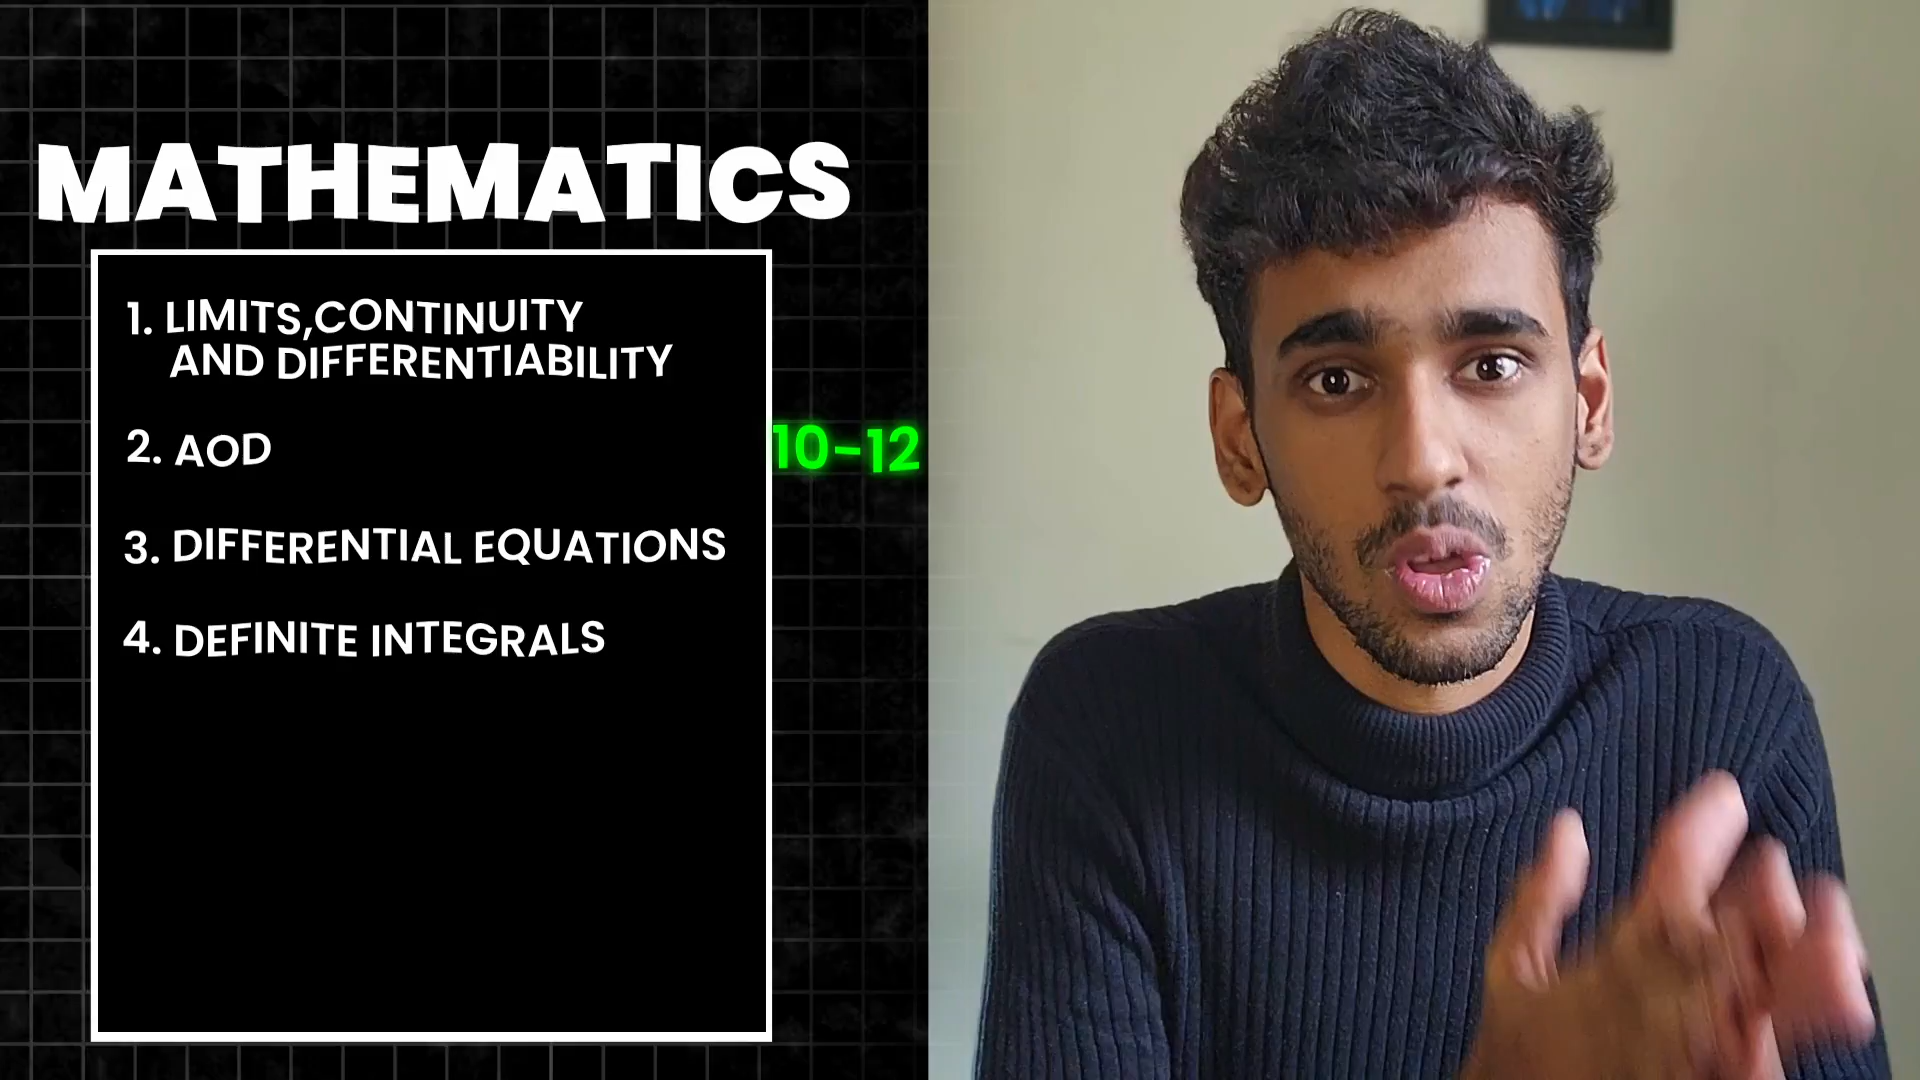 MATHEMATICS
1. LIMITS,CONTINUITY
AND DIFFERENTIABILITY
2. AOD
10-12
3. DIFFERENTIAL EQUATIONS
4. DEFINITE INTEGRALS